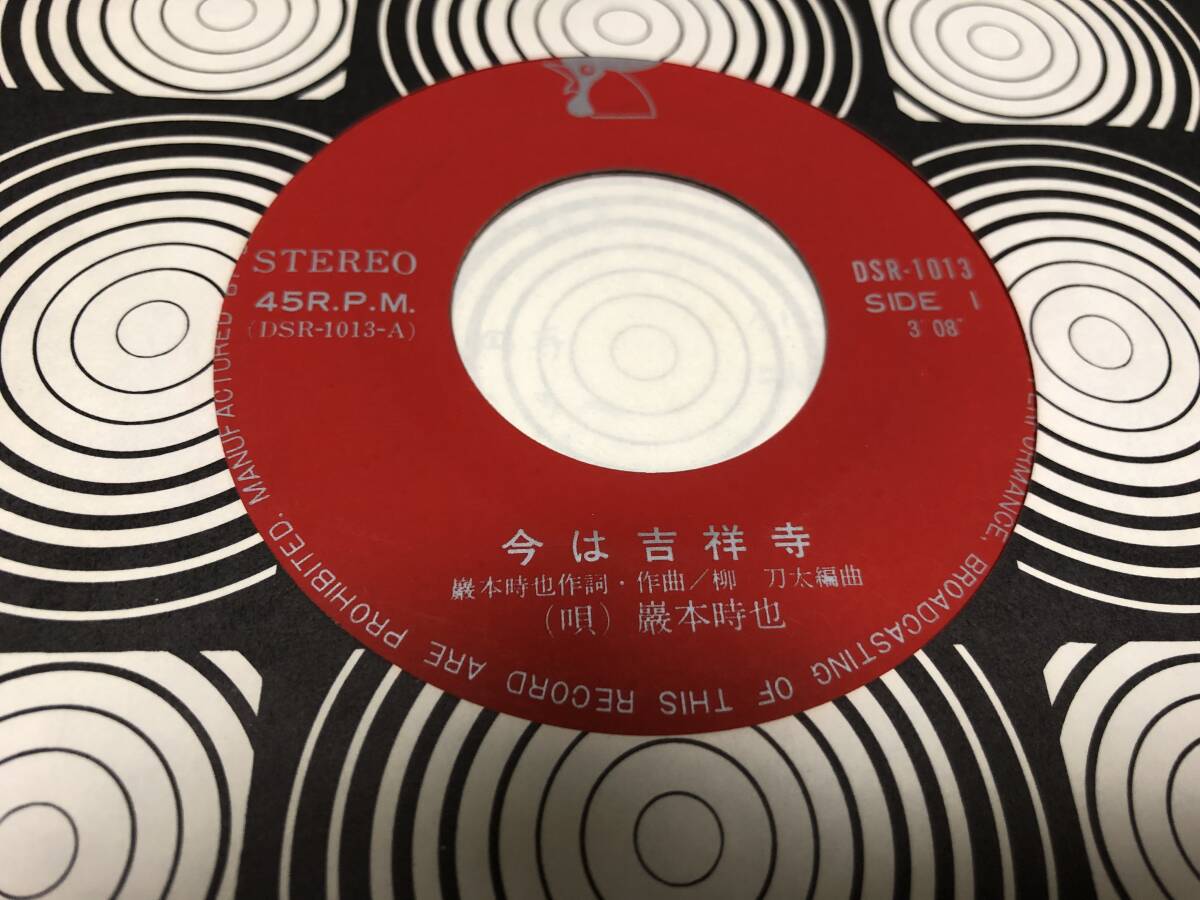 STEREO
45R.P.M.
(DSR-1013-A)
DSR-1013
SIDE 1
3'08"
今は吉祥寺
巖本時也作詞・作曲／柳 刀太編曲
(唄) 巖本時也
BROADCASTING OF THIS RECORD ARE PROHIBITED. MANUFACTURED